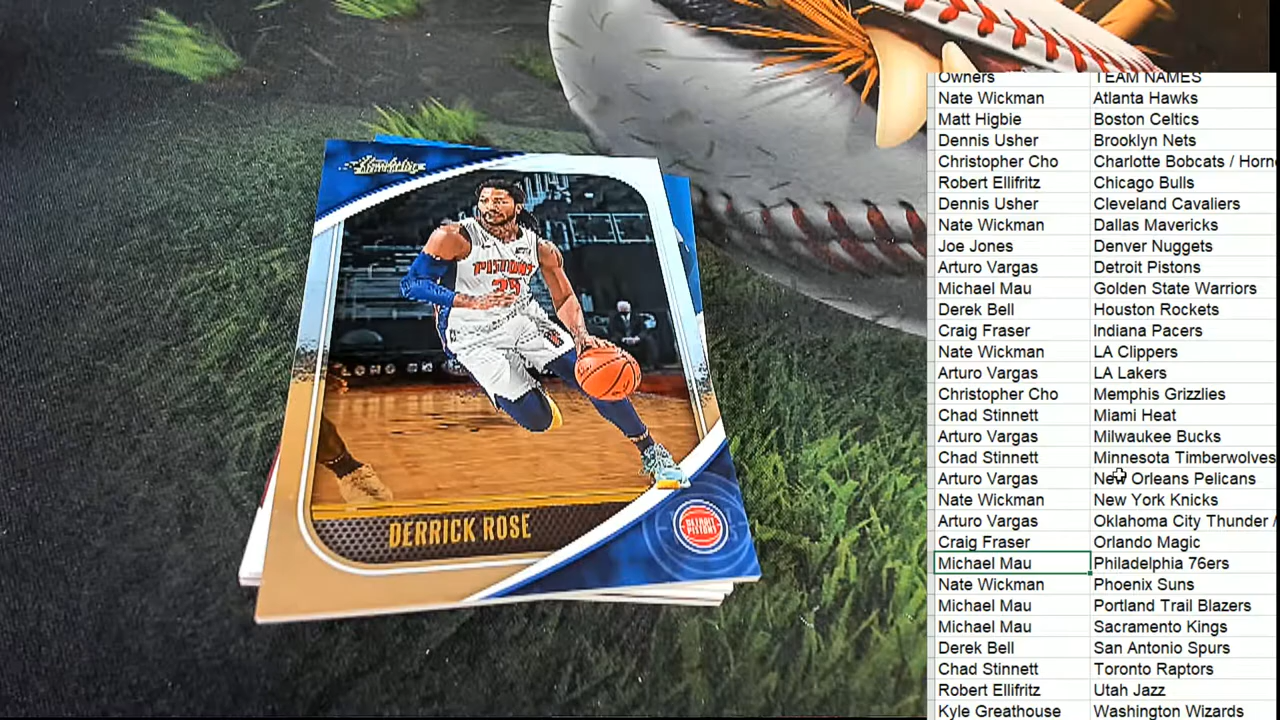 Owners TEAM NAMES
Nate Wickman Atlanta Hawks
Matt Higbie Boston Celtics
Dennis Usher Brooklyn Nets
Christopher Cho Charlotte Bobcats / Horn
Robert Ellifritz Chicago Bulls
Dennis Usher Cleveland Cavaliers
Nate Wickman Dallas Mavericks
Joe Jones Denver Nuggets
Arturo Vargas Detroit Pistons
Michael Mau Golden State Warriors
Derek Bell Houston Rockets
Craig Fraser Indiana Pacers
Nate Wickman LA Clippers
Arturo Vargas LA Lakers
Christopher Cho Memphis Grizzlies
Chad Stinnett Miami Heat
Arturo Vargas Milwaukee Bucks
Chad Stinnett Minnesota Timberwolves
Arturo Vargas New Orleans Pelicans
Nate Wickman New York Knicks
Arturo Vargas Oklahoma City Thunder /
Craig Fraser Orlando Magic
Michael Mau Philadelphia 76ers
Nate Wickman Phoenix Suns
Michael Mau Portland Trail Blazers
Michael Mau Sacramento Kings
Derek Bell San Antonio Spurs
Chad Stinnett Toronto Raptors
Robert Ellifritz Utah Jazz
Kyle Greathouse Washington Wizards
PISTONS
25
DERRICK ROSE
DETROIT
PISTONS